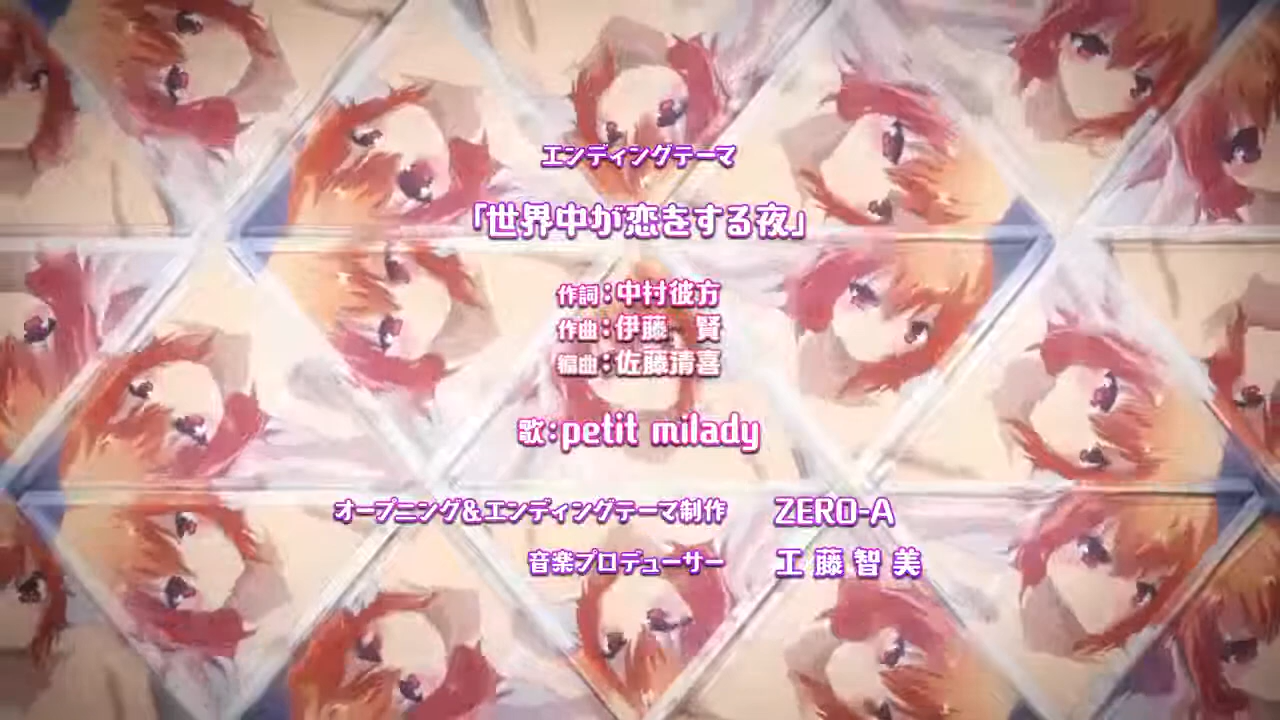 エンディングテーマ
「世界中が恋をする夜」
作詞：中村彼方
作曲：伊藤　賢
編曲：佐藤清喜
歌：petit milady
オープニング&エンディングテーマ制作　ZERO-A
音楽プロデューサー　工藤智美